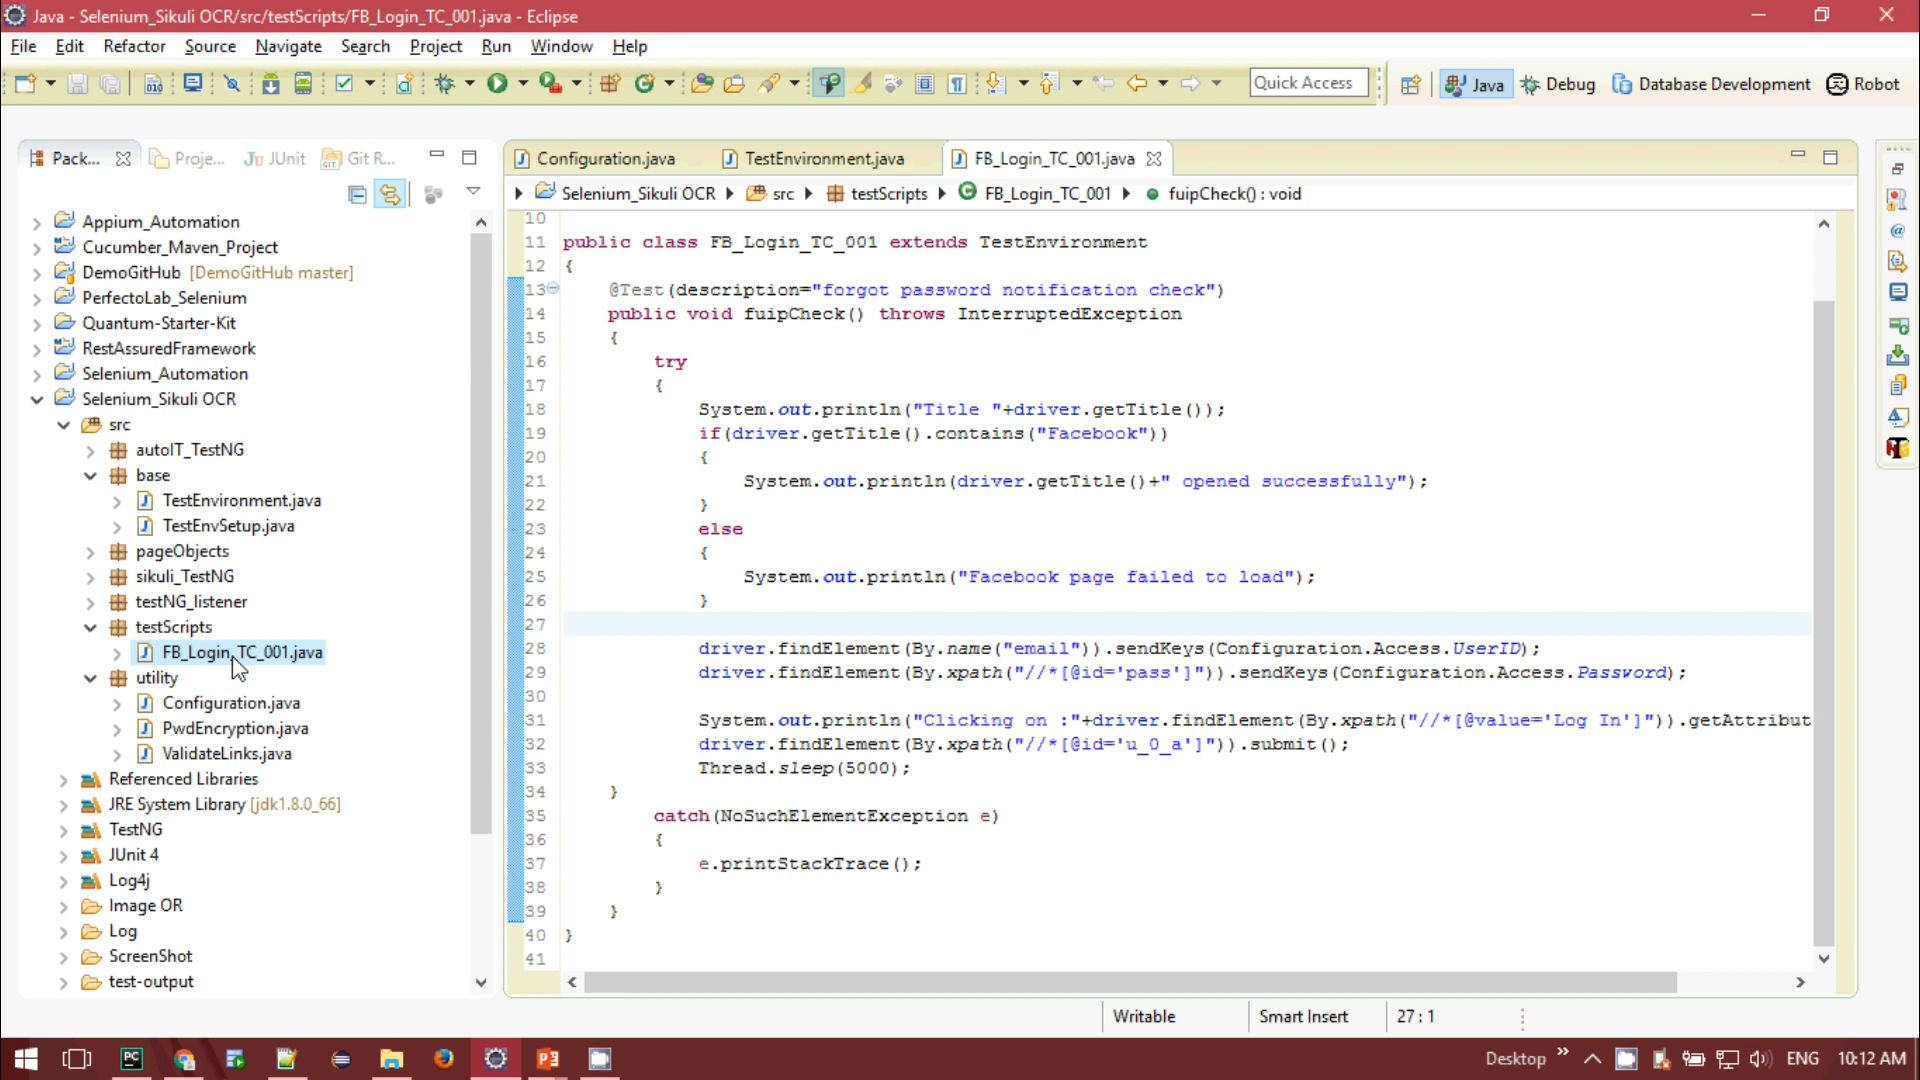 Java - Selenium_Sikuli OCR/src/testScripts/FB_Login_TC_001.java - Eclipse
File Edit Refactor Source Navigate Search Project Run Window Help
Quick Access Java Debug Database Development Robot
Pack... Proje... JUnit Git R... Configuration.java TestEnvironment.java FB_Login_TC_001.java
Selenium_Sikuli OCR src testScripts FB_Login_TC_001 fuipCheck() : void
Appium_Automation
Cucumber_Maven_Project
DemoGitHub [DemoGitHub master]
PerfectoLab_Selenium
Quantum-Starter-Kit
RestAssuredFramework
Selenium_Automation
Selenium_Sikuli OCR
src
autoIT_TestNG
base
TestEnvironment.java
TestEnvSetup.java
pageObjects
sikuli_TestNG
testNG_listener
testScripts
FB_Login_TC_001.java
utility
Configuration.java
PwdEncryption.java
ValidateLinks.java
Referenced Libraries
JRE System Library [jdk1.8.0_66]
TestNG
JUnit 4
Log4j
Image OR
Log
ScreenShot
test-output
10
11 public class FB_Login_TC_001 extends TestEnvironment
12 {
13 @Test(description="forgot password notification check")
14 public void fuipCheck() throws InterruptedException
15 {
16 try
17 {
18 System.out.println("Title "+driver.getTitle());
19 if(driver.getTitle().contains("Facebook"))
20 {
21 System.out.println(driver.getTitle()+" opened successfully");
22 }
23 else
24 {
25 System.out.println("Facebook page failed to load");
26 }
27
28 driver.findElement(By.name("email")).sendKeys(Configuration.Access.UserID);
29 driver.findElement(By.xpath("//*[@id='pass']")).sendKeys(Configuration.Access.Password);
30
31 System.out.println("Clicking on :"+driver.findElement(By.xpath("//*[@value='Log In']")).getAttribut
32 driver.findElement(By.xpath("//*[@id='u_0_a']")).submit();
33 Thread.sleep(5000);
34 }
35 catch(NoSuchElementException e)
36 {
37 e.printStackTrace();
38 }
39 }
40 }
41
Writable Smart Insert 27 : 1
Desktop ENG 10:12 AM